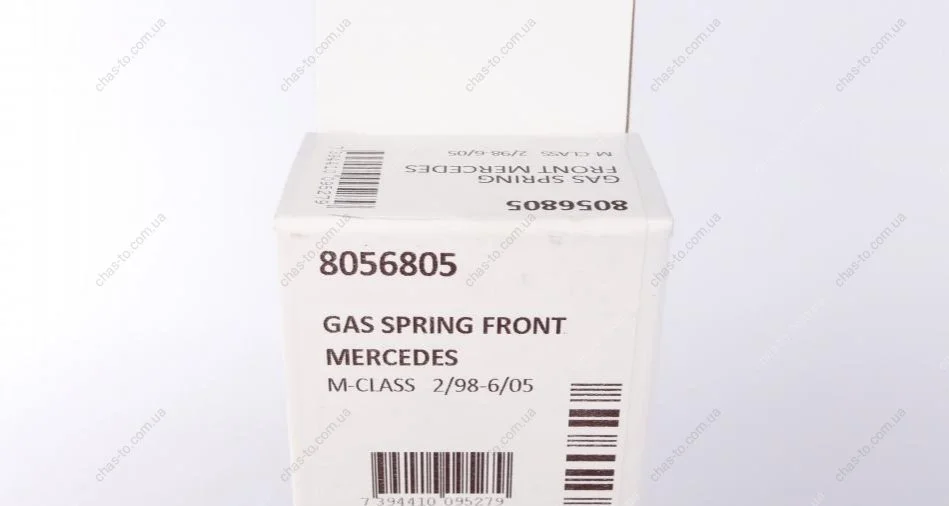 M-CLASS 2/98-6/05
GAS SPRING
FRONT MERCEDES
8056805
7394410095279
8056805
GAS SPRING FRONT
MERCEDES
M-CLASS 2/98-6/05
7 394410 095279
chas-to.com.ua